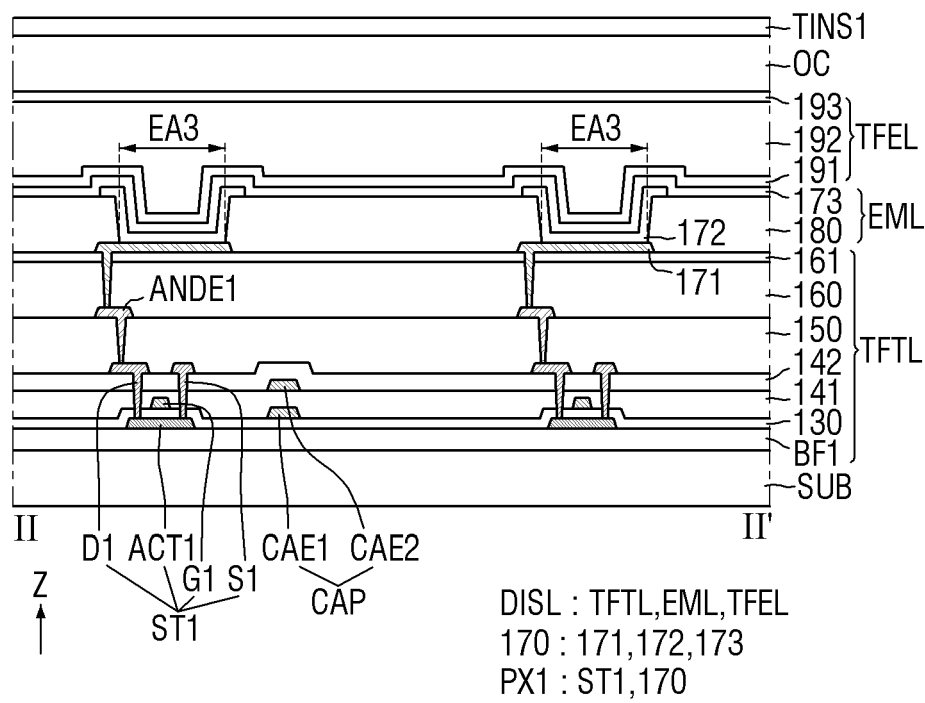 TINS1
OC
193
EA3 EA3
192 TFEL
191
173
180 EML
172
161
171
ANDE1
160
150
142 TFTL
141
130
BF1
SUB
II II'
D1 ACT1 CAE1 CAE2
G1 S1
Z
CAP
ST1
DISL : TFTL,EML,TFEL
170 : 171,172,173
PX1 : ST1,170